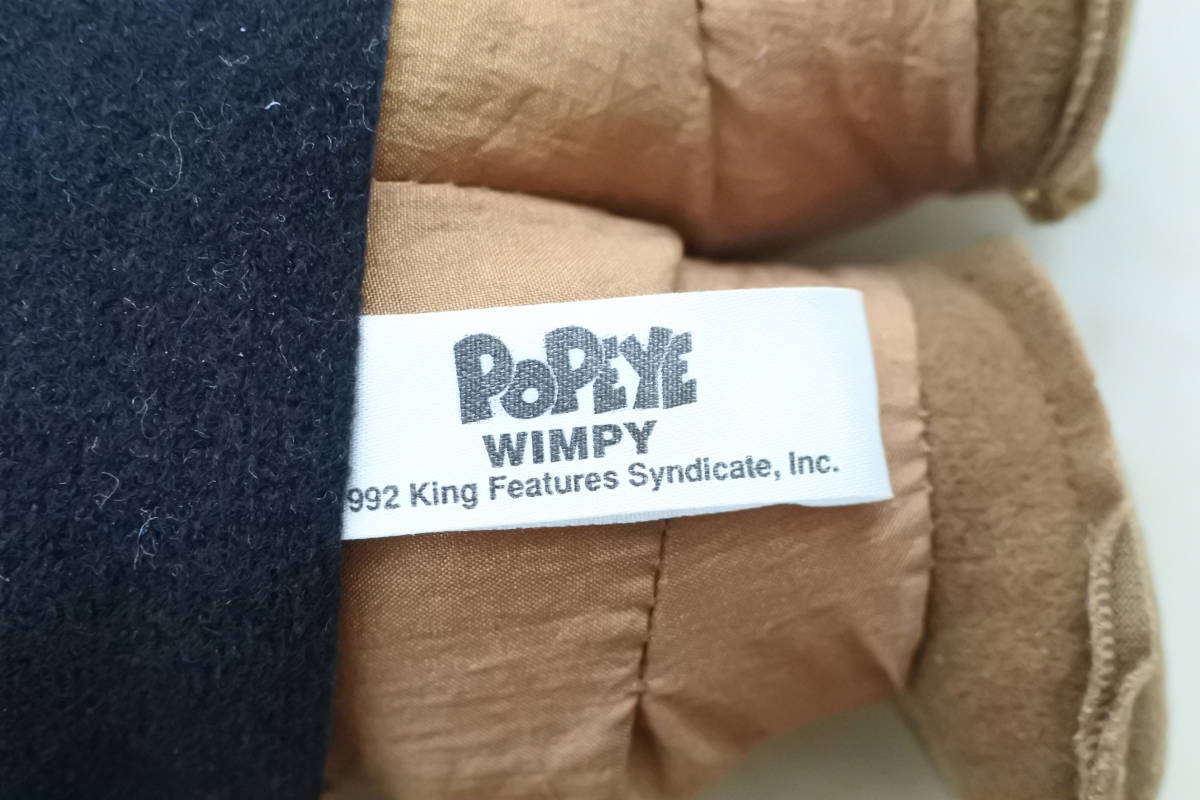 POPEYE
WIMPY
992 King Features Syndicate, Inc.